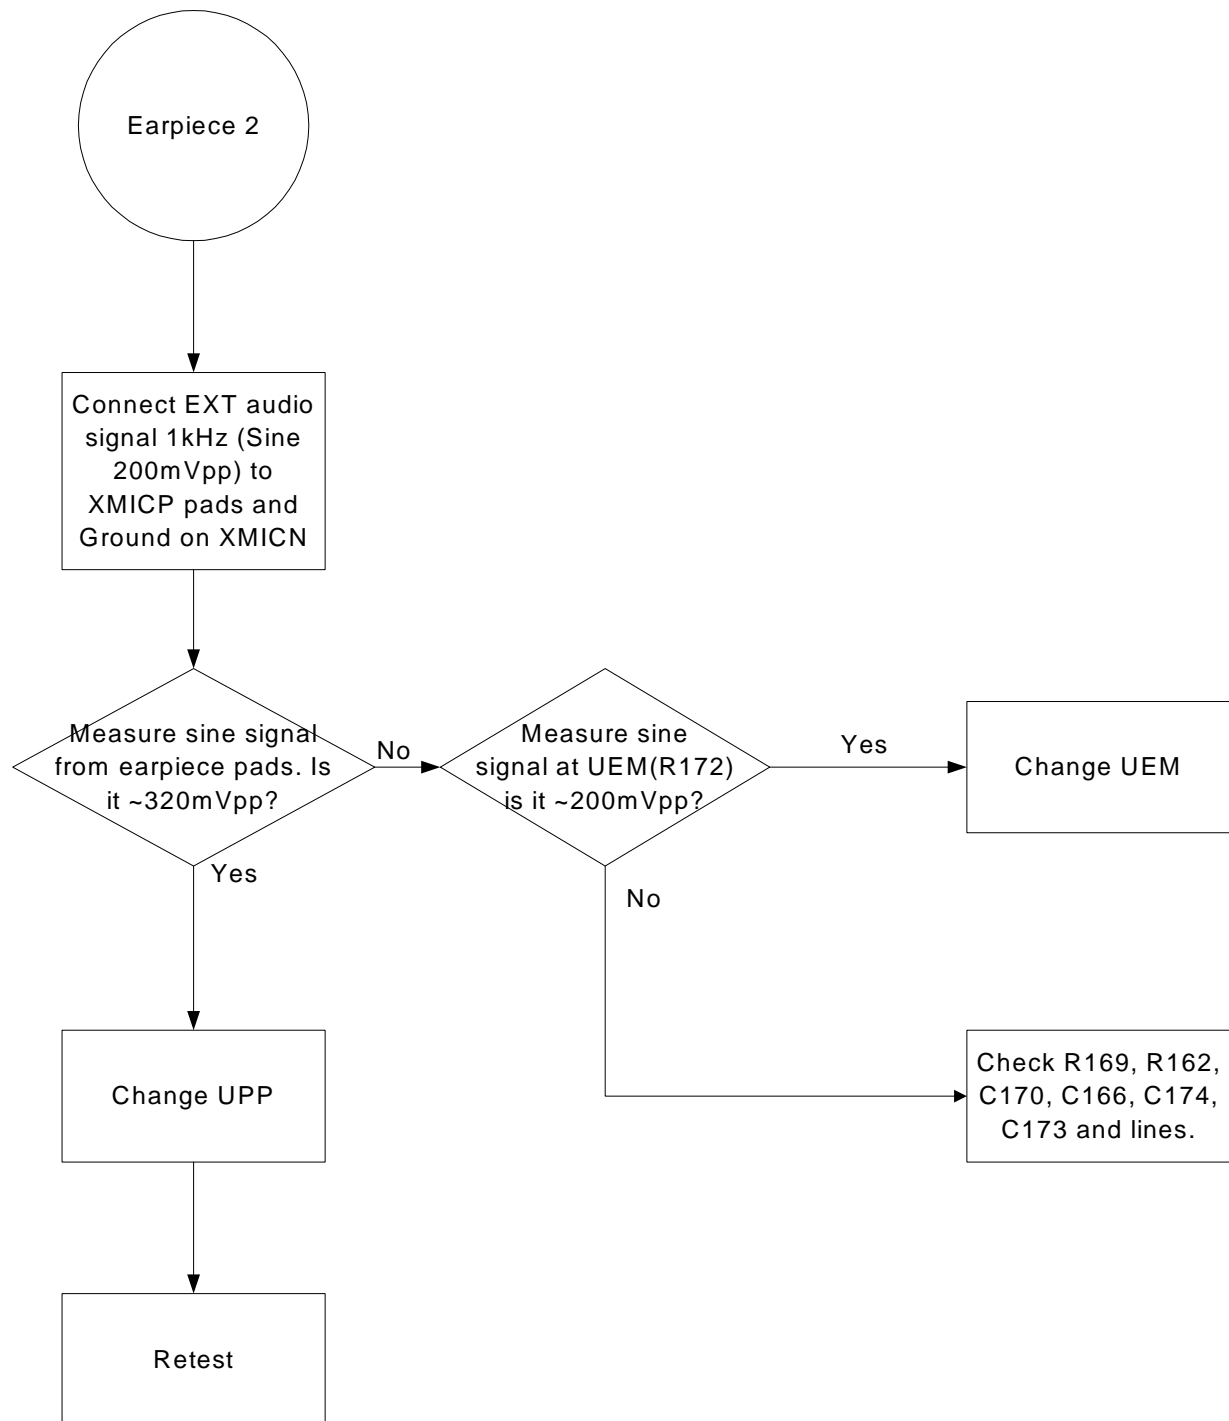 Earpiece 2
Connect EXT audio
signal 1kHz (Sine
200mVpp) to
XMICP pads and
Ground on XMICN
Measure sine signal
from earpiece pads. Is
it ~320mVpp?
No
Measure sine
signal at UEM(R172)
is it ~200mVpp?
Yes
Change UEM
Yes
No
Change UPP
Check R169, R162,
C170, C166, C174,
C173 and lines.
Retest